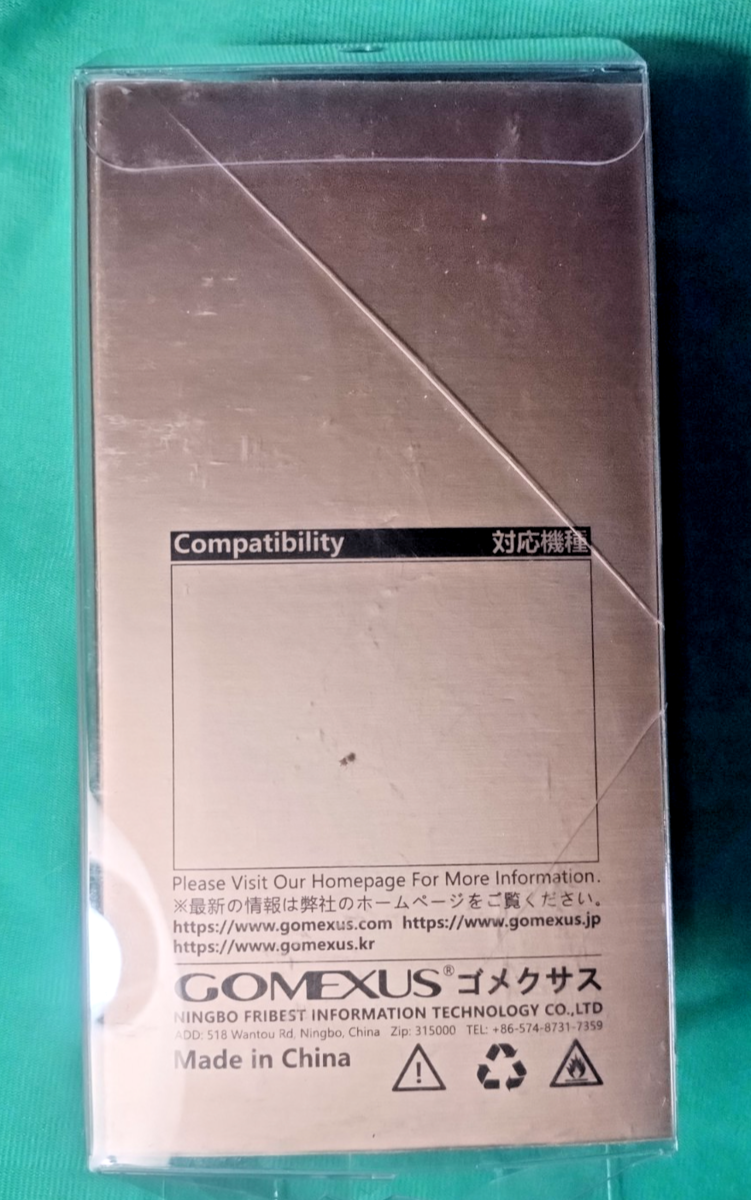 Compatibility 対応機種
Please Visit Our Homepage For More Information.
※最新の情報は弊社のホームページをご覧ください。
https://www.gomexus.com https://www.gomexus.jp
https://www.gomexus.kr
GOMEXUS® ゴメクサス
NINGBO FRIBEST INFORMATION TECHNOLOGY CO.,LTD
ADD: 518 Wantou Rd, Ningbo, China Zip: 315000 TEL: +86-574-8731-7359
Made in China